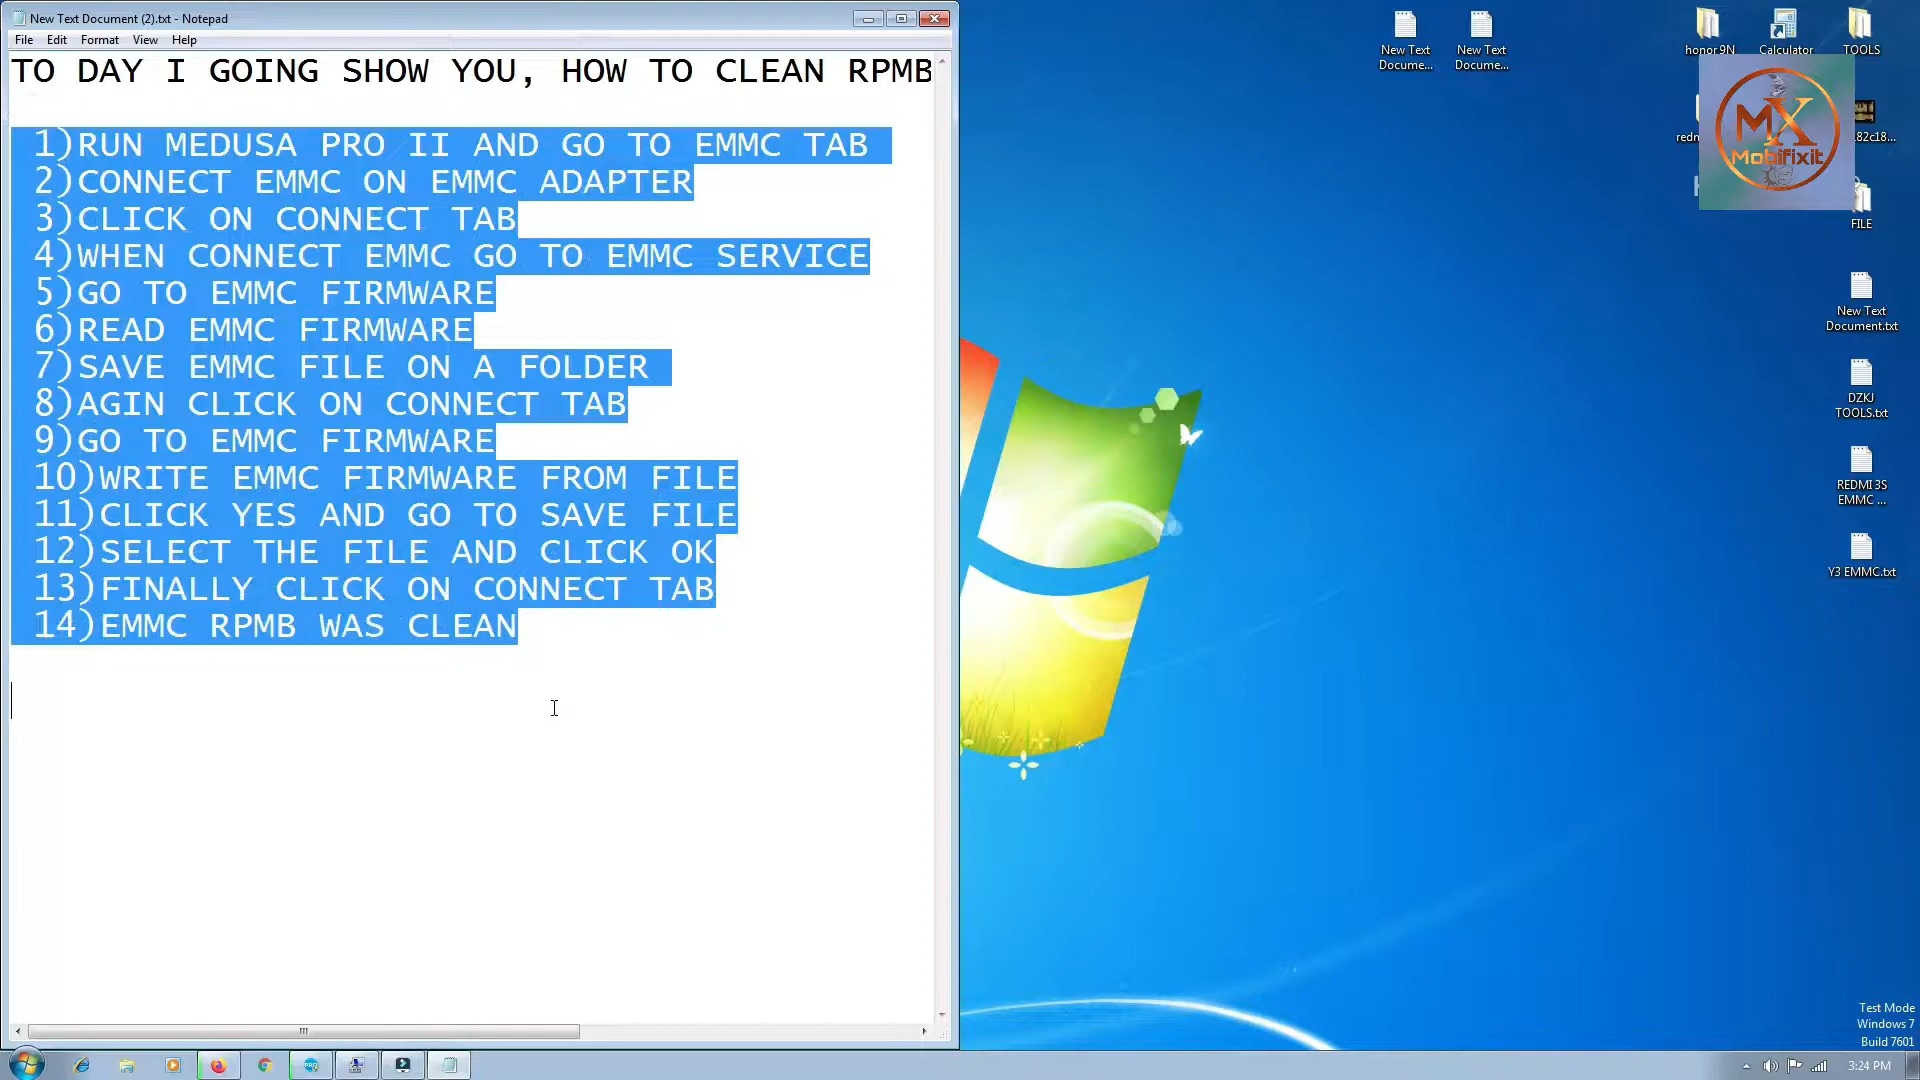 New Text Document (2).txt - Notepad
File Edit Format View Help
TO DAY I GOING SHOW YOU, HOW TO CLEAN RPMB
1)RUN MEDUSA PRO II AND GO TO EMMC TAB
2)CONNECT EMMC ON EMMC ADAPTER
3)CLICK ON CONNECT TAB
4)WHEN CONNECT EMMC GO TO EMMC SERVICE
5)GO TO EMMC FIRMWARE
6)READ EMMC FIRMWARE
7)SAVE EMMC FILE ON A FOLDER
8)AGIN CLICK ON CONNECT TAB
9)GO TO EMMC FIRMWARE
10)WRITE EMMC FIRMWARE FROM FILE
11)CLICK YES AND GO TO SAVE FILE
12)SELECT THE FILE AND CLICK OK
13)FINALLY CLICK ON CONNECT TAB
14)EMMC RPMB WAS CLEAN
New Text
Docume...
New Text
Docume...
honor 9N
Calculator
TOOLS
MX
Mobifixit
redm
82c18...
FILE
New Text
Document.txt
DZKJ
TOOLS.txt
REDMI 3S
EMMC ...
Y3 EMMC.txt
Test Mode
Windows 7
Build 7601
3:24 PM